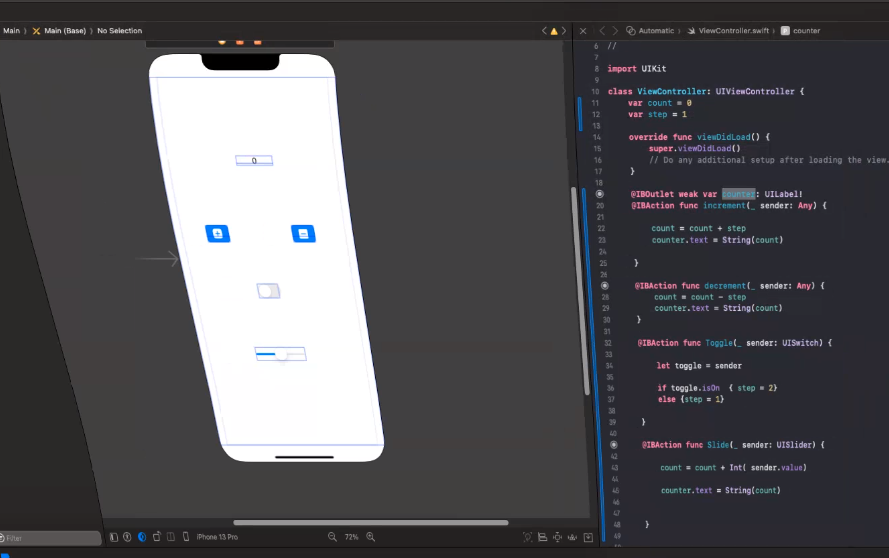 Main › Main (Base) › No Selection
Automatic › ViewController.swift › counter
6 //
7
8 import UIKit
9
10 class ViewController: UIViewController {
11 var count = 0
12 var step = 1
13
14 override func viewDidLoad() {
15 super.viewDidLoad()
16 // Do any additional setup after loading the view.
17 }
18
@IBOutlet weak var counter: UILabel!
20 @IBAction func increment(_ sender: Any) {
21
22 count = count + step
23 counter.text = String(count)
24
25 }
26
@IBAction func decrement(_ sender: Any) {
28 count = count - step
29 counter.text = String(count)
30 }
31
32 @IBAction func Toggle(_ sender: UISwitch) {
33
34 let toggle = sender
35
36 if toggle.isOn { step = 2}
37 else {step = 1}
38
39 }
40
@IBAction func Slide(_ sender: UISlider) {
42
43 count = count + Int( sender.value)
44
45 counter.text = String(count)
46
47
48 }
49
0
Filter
iPhone 13 Pro
72%